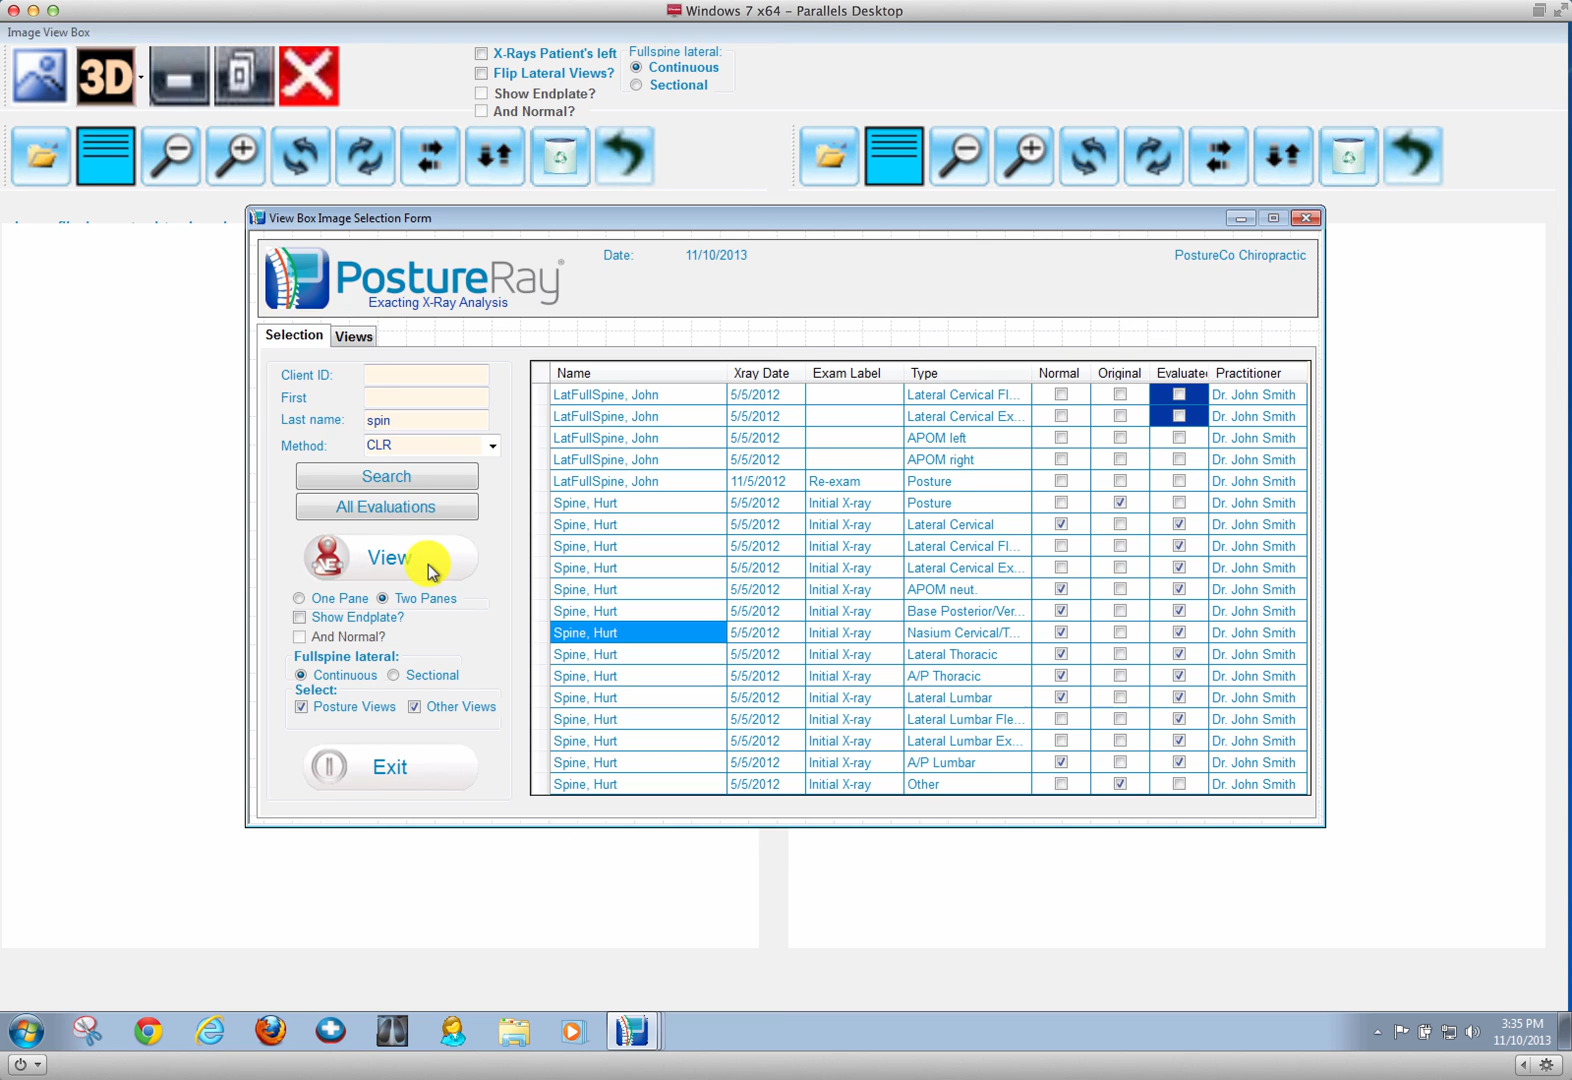 Windows 7 x64 – Parallels Desktop
Image View Box
3D
X-Rays Patient's left
Flip Lateral Views?
Show Endplate?
And Normal?
Fullspine lateral:
Continuous
Sectional
View Box Image Selection Form
PostureRay®
Exacting X-Ray Analysis
Date: 11/10/2013
PostureCo Chiropractic
Selection Views
Client ID:
First
Last name: spin
Method: CLR
Search
All Evaluations
View
One Pane Two Panes
Show Endplate?
And Normal?
Fullspine lateral:
Continuous Sectional
Select:
Posture Views Other Views
Exit
Name Xray Date Exam Label Type Normal Original Evaluated Practitioner
LatFullSpine, John 5/5/2012 Lateral Cervical Fl... Dr. John Smith
LatFullSpine, John 5/5/2012 Lateral Cervical Ex... Dr. John Smith
LatFullSpine, John 5/5/2012 APOM left Dr. John Smith
LatFullSpine, John 5/5/2012 APOM right Dr. John Smith
LatFullSpine, John 11/5/2012 Re-exam Posture Dr. John Smith
Spine, Hurt 5/5/2012 Initial X-ray Posture Dr. John Smith
Spine, Hurt 5/5/2012 Initial X-ray Lateral Cervical Dr. John Smith
Spine, Hurt 5/5/2012 Initial X-ray Lateral Cervical Fl... Dr. John Smith
Spine, Hurt 5/5/2012 Initial X-ray Lateral Cervical Ex... Dr. John Smith
Spine, Hurt 5/5/2012 Initial X-ray APOM neut. Dr. John Smith
Spine, Hurt 5/5/2012 Initial X-ray Base Posterior/Ver... Dr. John Smith
Spine, Hurt 5/5/2012 Initial X-ray Nasium Cervical/T... Dr. John Smith
Spine, Hurt 5/5/2012 Initial X-ray Lateral Thoracic Dr. John Smith
Spine, Hurt 5/5/2012 Initial X-ray A/P Thoracic Dr. John Smith
Spine, Hurt 5/5/2012 Initial X-ray Lateral Lumbar Dr. John Smith
Spine, Hurt 5/5/2012 Initial X-ray Lateral Lumbar Fle... Dr. John Smith
Spine, Hurt 5/5/2012 Initial X-ray Lateral Lumbar Ex... Dr. John Smith
Spine, Hurt 5/5/2012 Initial X-ray A/P Lumbar Dr. John Smith
Spine, Hurt 5/5/2012 Initial X-ray Other Dr. John Smith
3:35 PM
11/10/2013